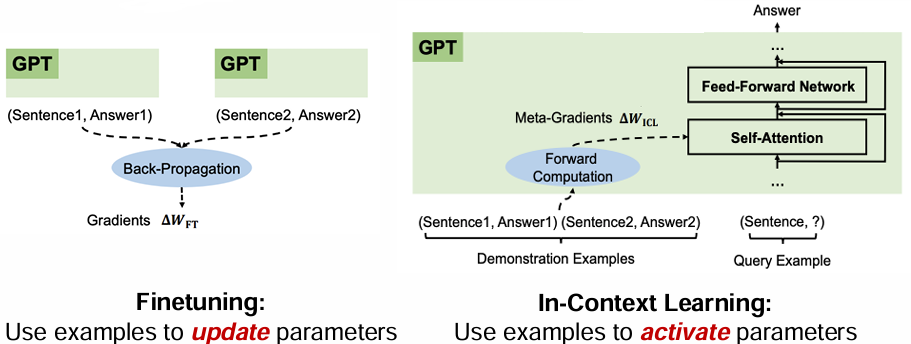 GPT
GPT
(Sentence1, Answer1)
(Sentence2, Answer2)
Back-Propagation
Gradients ΔW_FT
Finetuning:
Use examples to update parameters
Answer
GPT
...
Feed-Forward Network
Meta-Gradients ΔW_ICL
Self-Attention
Forward
Computation
...
(Sentence1, Answer1) (Sentence2, Answer2)
(Sentence, ?)
Demonstration Examples
Query Example
In-Context Learning:
Use examples to activate parameters